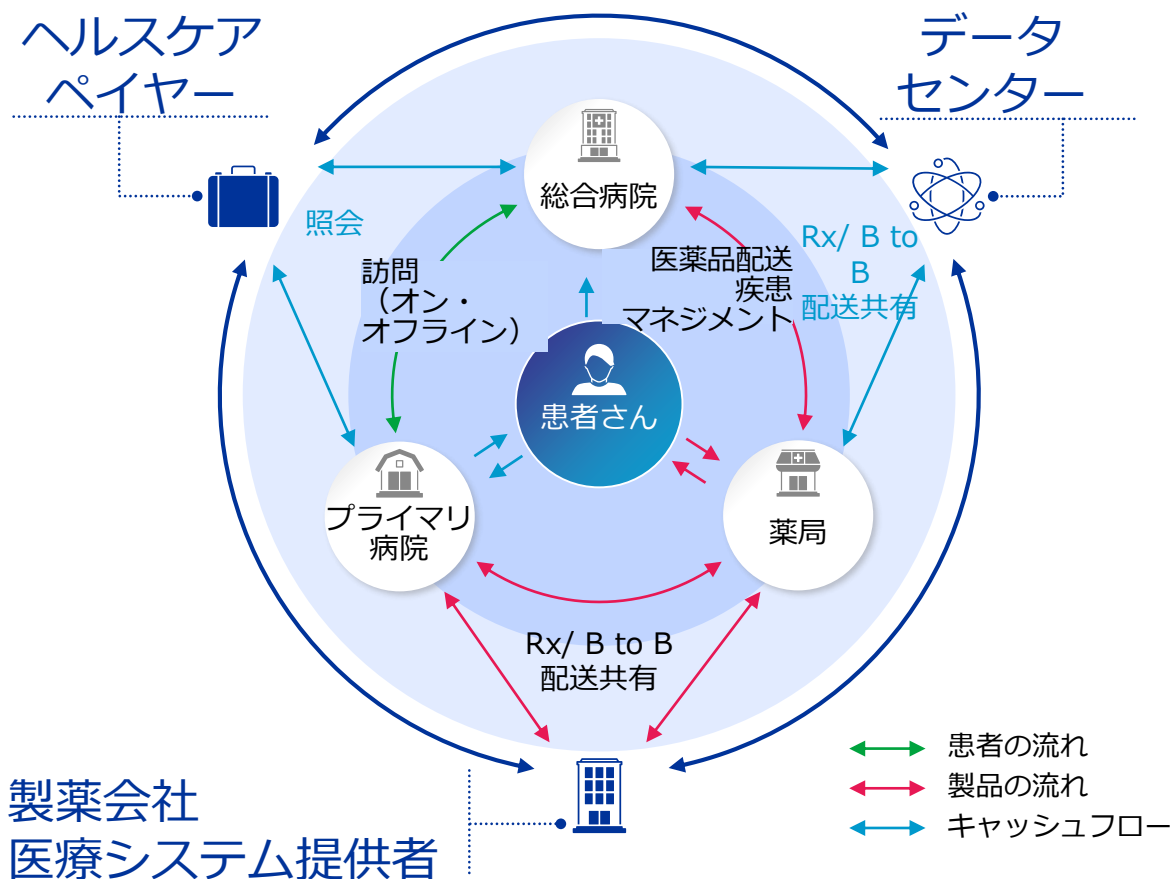 ヘルスケア
ペイヤー
データ
センター
総合病院
照会
Rx/ B to
B
配送共有
訪問
（オン・
オフライン）
医薬品配送
疾患
マネジメント
患者さん
プライマリ
病院
薬局
Rx/ B to B
配送共有
製薬会社
医療システム提供者
患者の流れ
製品の流れ
キャッシュフロー